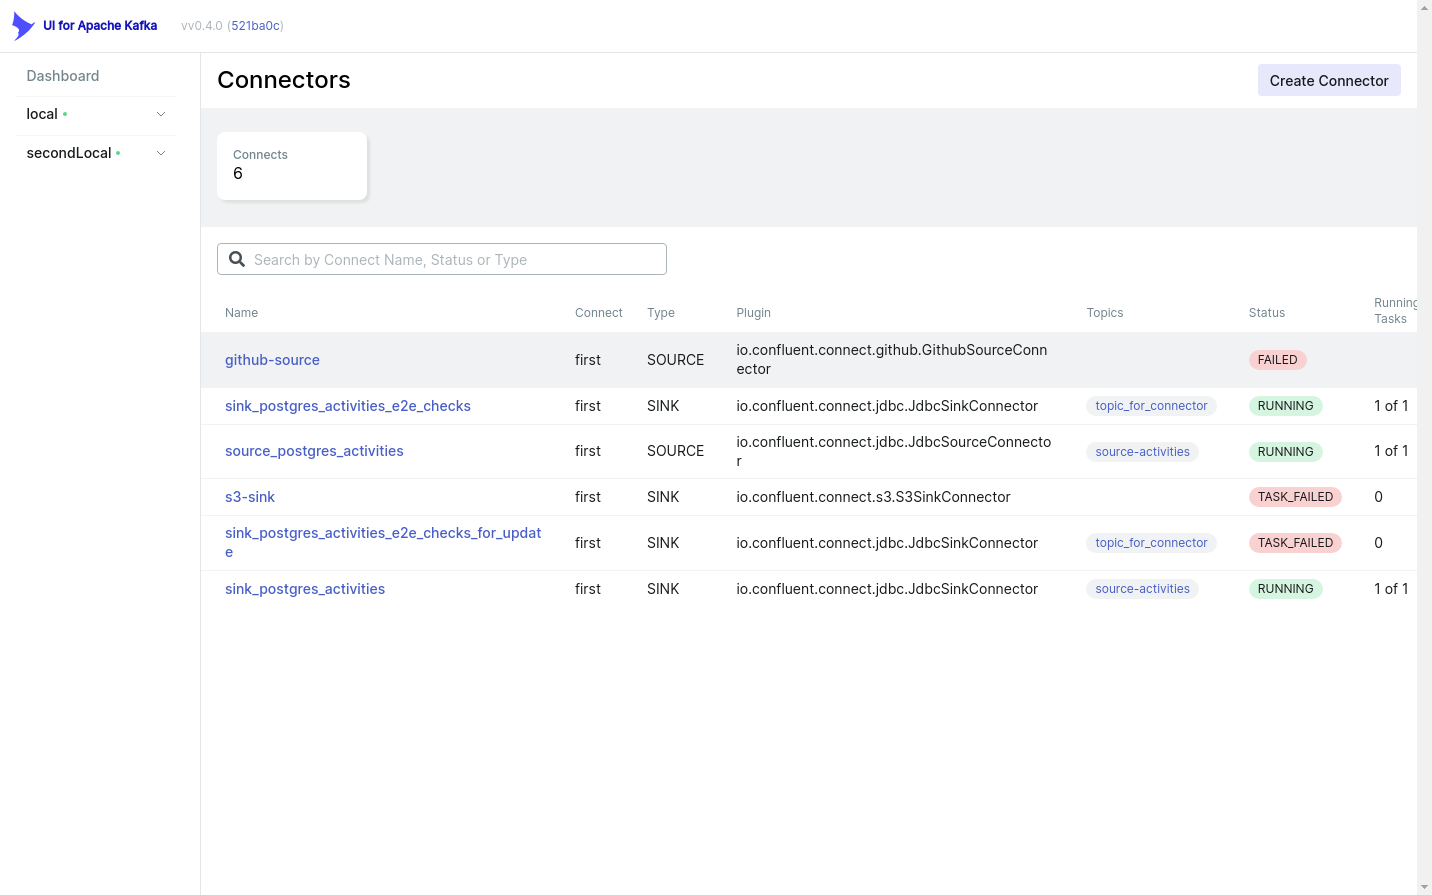 UI for Apache Kafka
vv0.4.0 (521ba0c)
Dashboard
local
secondLocal
Connectors
Create Connector
Connects
6
Search by Connect Name, Status or Type
Name Connect Type Plugin Topics Status Running
Tasks
github-source first SOURCE io.confluent.connect.github.GithubSourceConn
ector FAILED
sink_postgres_activities_e2e_checks first SINK io.confluent.connect.jdbc.JdbcSinkConnector topic_for_connector RUNNING 1 of 1
source_postgres_activities first SOURCE io.confluent.connect.jdbc.JdbcSourceConnecto
r source-activities RUNNING 1 of 1
s3-sink first SINK io.confluent.connect.s3.S3SinkConnector TASK_FAILED 0
sink_postgres_activities_e2e_checks_for_updat
e first SINK io.confluent.connect.jdbc.JdbcSinkConnector topic_for_connector TASK_FAILED 0
sink_postgres_activities first SINK io.confluent.connect.jdbc.JdbcSinkConnector source-activities RUNNING 1 of 1